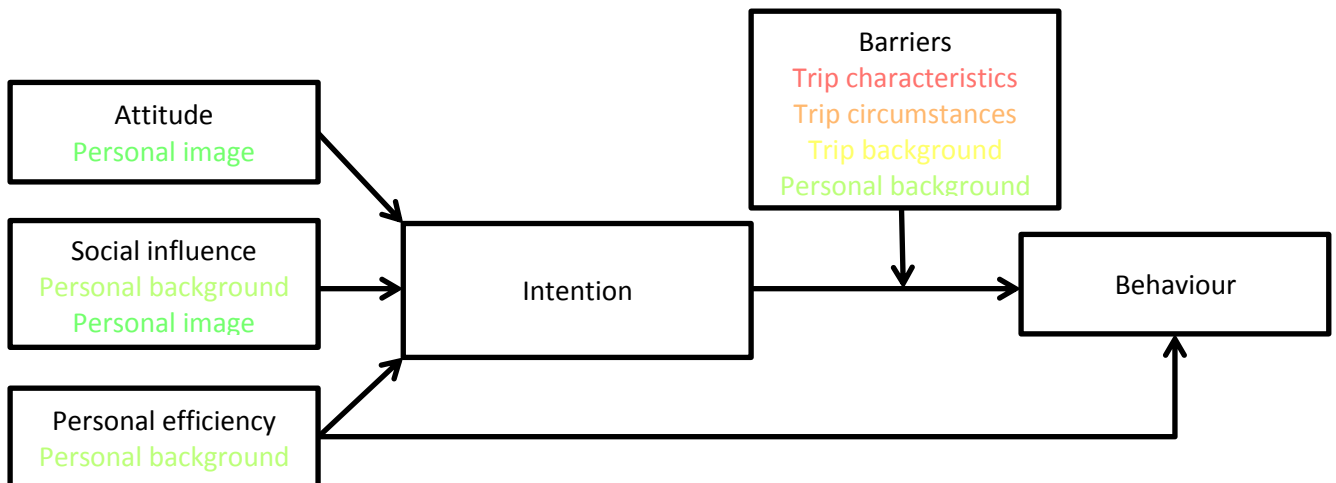 Barriers
Trip characteristics
Trip circumstances
Trip background
Personal background
Attitude
Personal image
Social influence
Personal background
Personal image
Intention
Behaviour
Personal efficiency
Personal background